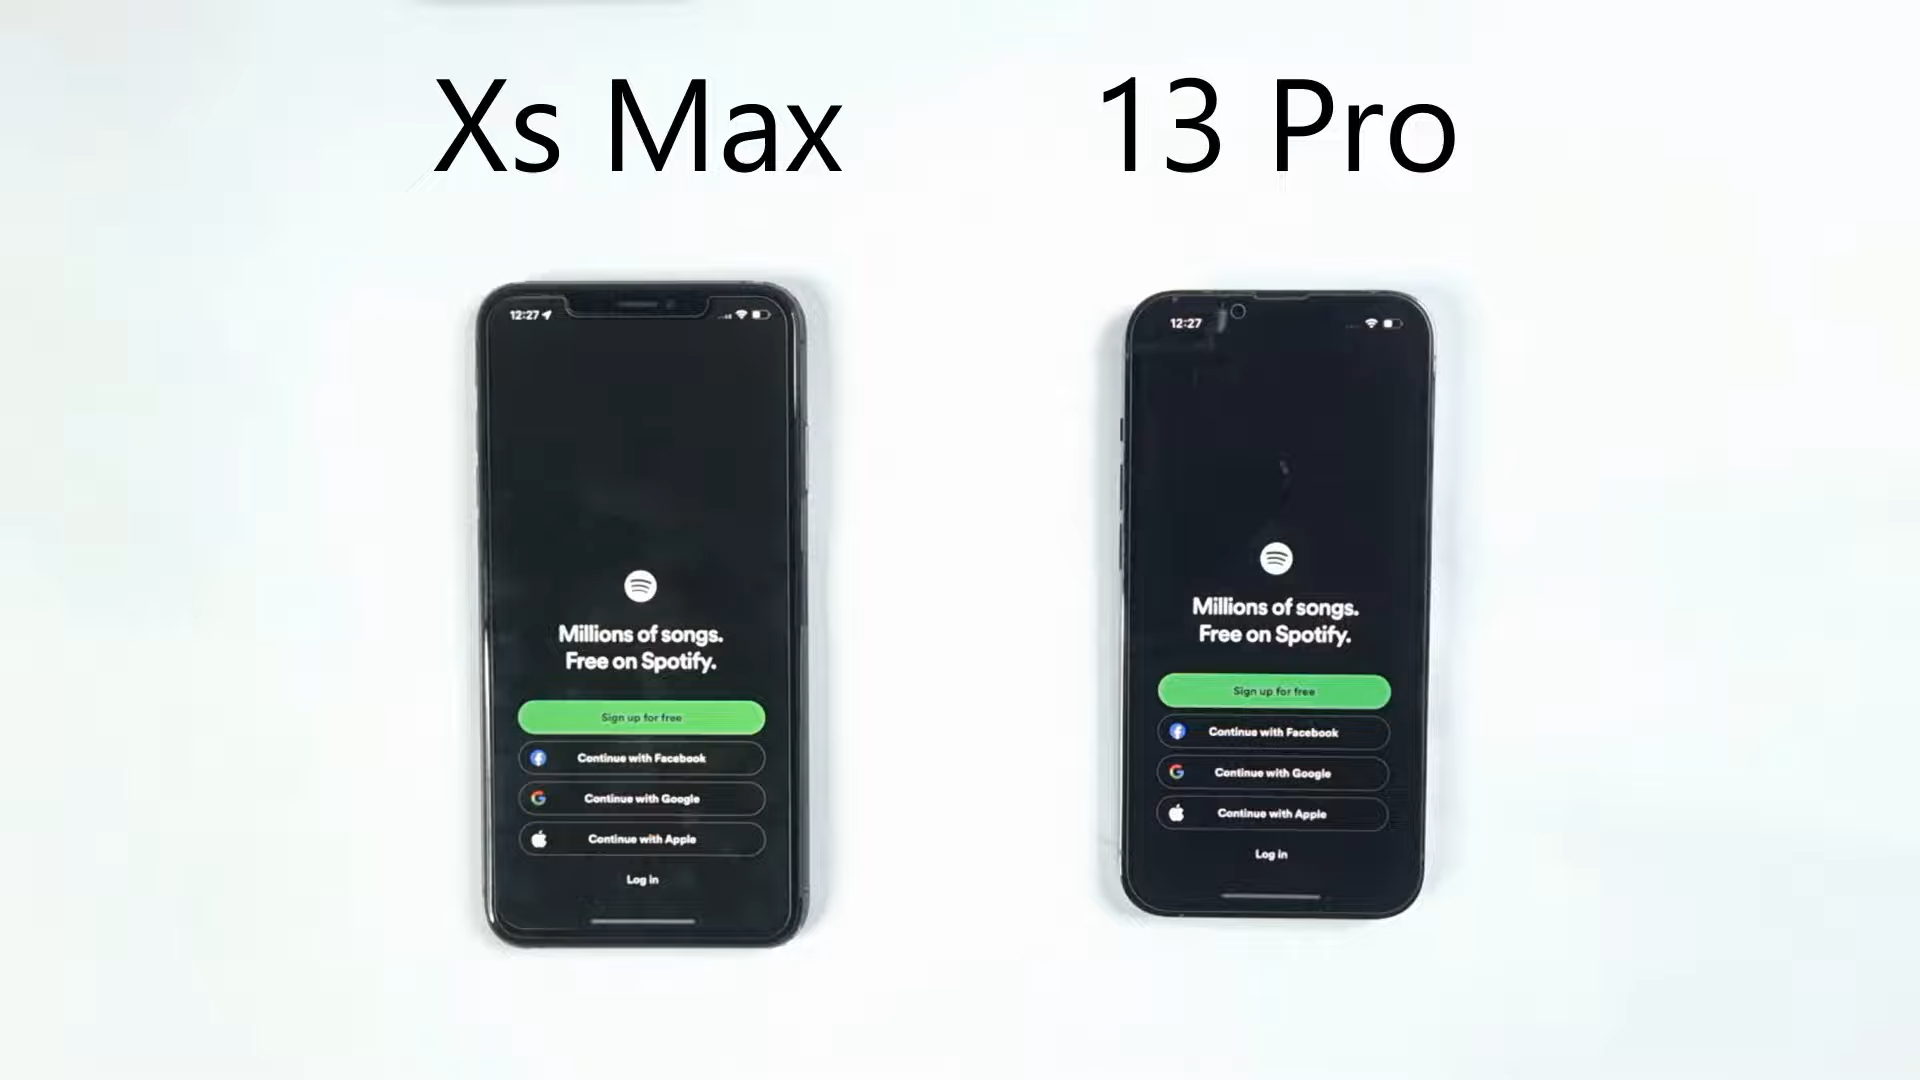 Xs Max
13 Pro
12:27
Millions of songs.
Free on Spotify.
Sign up for free
Continue with Facebook
Continue with Google
Continue with Apple
Log in
12:27
Millions of songs.
Free on Spotify.
Sign up for free
Continue with Facebook
Continue with Google
Continue with Apple
Log in